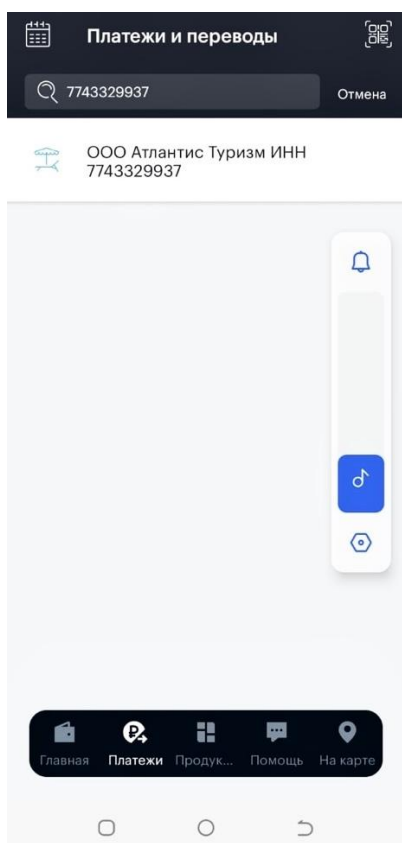 Платежи и переводы
7743329937
Отмена
ООО Атлантис Туризм ИНН
7743329937
Главная
Платежи
Продук...
Помощь
На карте